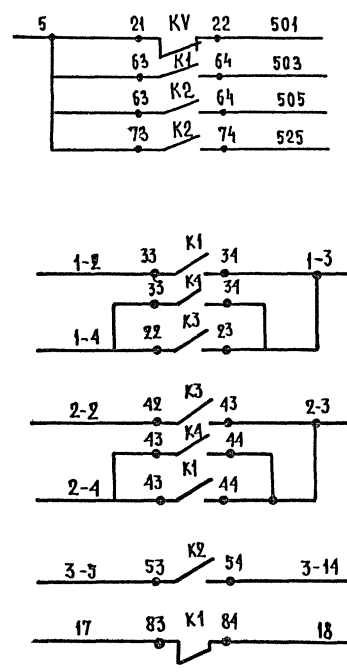 5 21 KV 22 501
63 K1 64 503
63 K2 64 505
73 K2 74 525
1-2 33 K1 34 1-3
33 K4 34
1-4 22 K3 23
2-2 42 K3 43 2-3
43 K4 44
2-4 43 K1 44
3-3 53 K2 54 3-14
17 83 K1 84 18